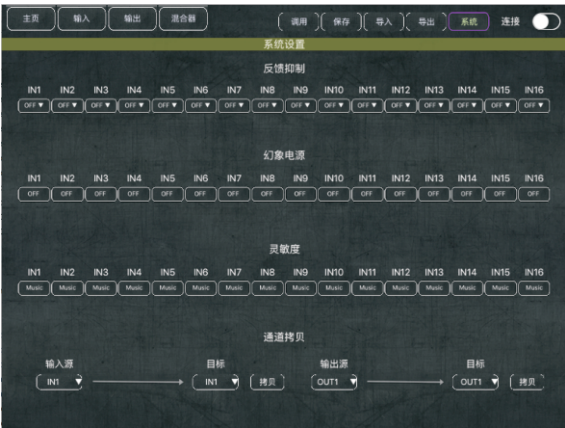 主页 输入 输出 混合器 调用 保存 导入 导出 系统 连接
系统设置
反馈抑制
IN1 IN2 IN3 IN4 IN5 IN6 IN7 IN8 IN9 IN10 IN11 IN12 IN13 IN14 IN15 IN16
OFF ▼ OFF ▼ OFF ▼ OFF ▼ OFF ▼ OFF ▼ OFF ▼ OFF ▼ OFF ▼ OFF ▼ OFF ▼ OFF ▼ OFF ▼ OFF ▼ OFF ▼ OFF ▼
幻象电源
IN1 IN2 IN3 IN4 IN5 IN6 IN7 IN8 IN9 IN10 IN11 IN12 IN13 IN14 IN15 IN16
OFF OFF OFF OFF OFF OFF OFF OFF OFF OFF OFF OFF OFF OFF OFF OFF
灵敏度
IN1 IN2 IN3 IN4 IN5 IN6 IN7 IN8 IN9 IN10 IN11 IN12 IN13 IN14 IN15 IN16
Music Music Music Music Music Music Music Music Music Music Music Music Music Music Music Music
通道拷贝
输入源 目标 输出源 目标
IN1 ▼ IN1 ▼ 拷贝 OUT1 ▼ OUT1 ▼ 拷贝